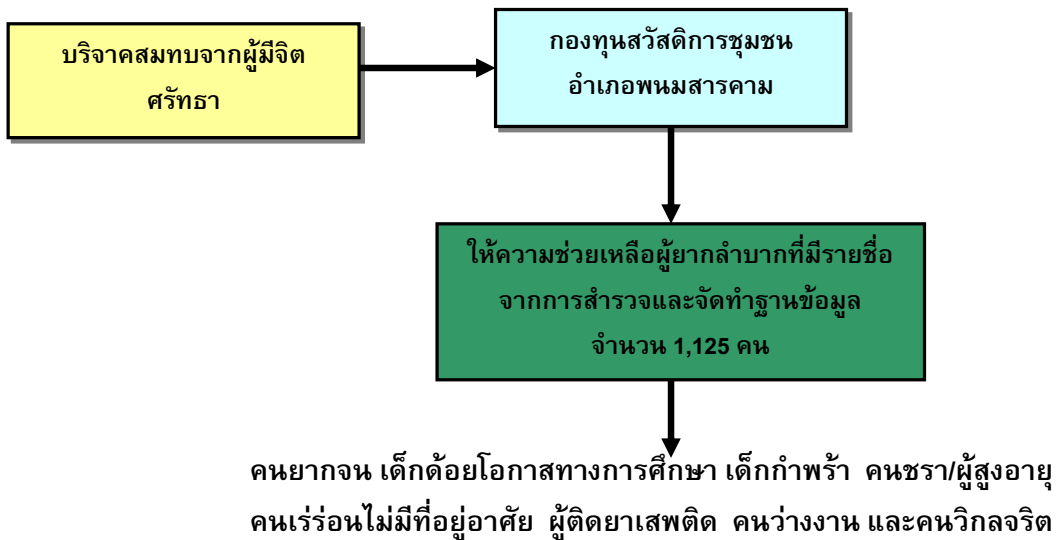 บริจาคสมทบจากผู้มีจิต
ศรัทธา
กองทุนสวัสดิการชุมชน
อำเภอพนมสารคาม
ให้ความช่วยเหลือผู้ยากลำบากที่มีรายชื่อ
จากการสำรวจและจัดทำฐานข้อมูล
จำนวน 1,125 คน
คนยากจน เด็กด้อยโอกาสทางการศึกษา เด็กกำพร้า คนชรา/ผู้สูงอายุ
คนเร่ร่อนไม่มีที่อยู่อาศัย ผู้ติดยาเสพติด คนว่างงาน และคนวิกลจริต